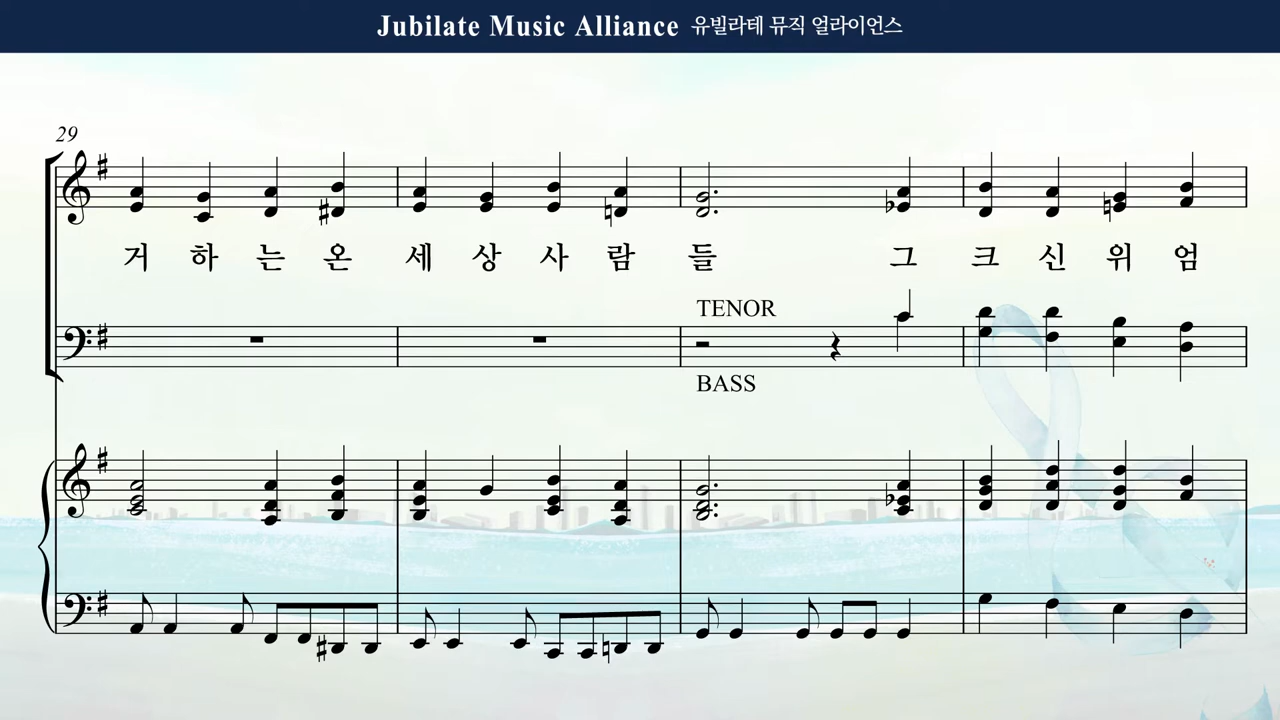 Jubilate Music Alliance 유빌라테 뮤직 얼라이언스
29
거 하 는 온 세 상 사 람 들 그 크 신 위 엄
TENOR
BASS